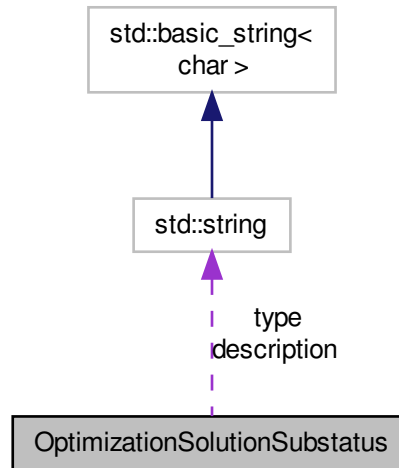 std::basic_string<
char >
std::string
type
description
OptimizationSolutionSubstatus